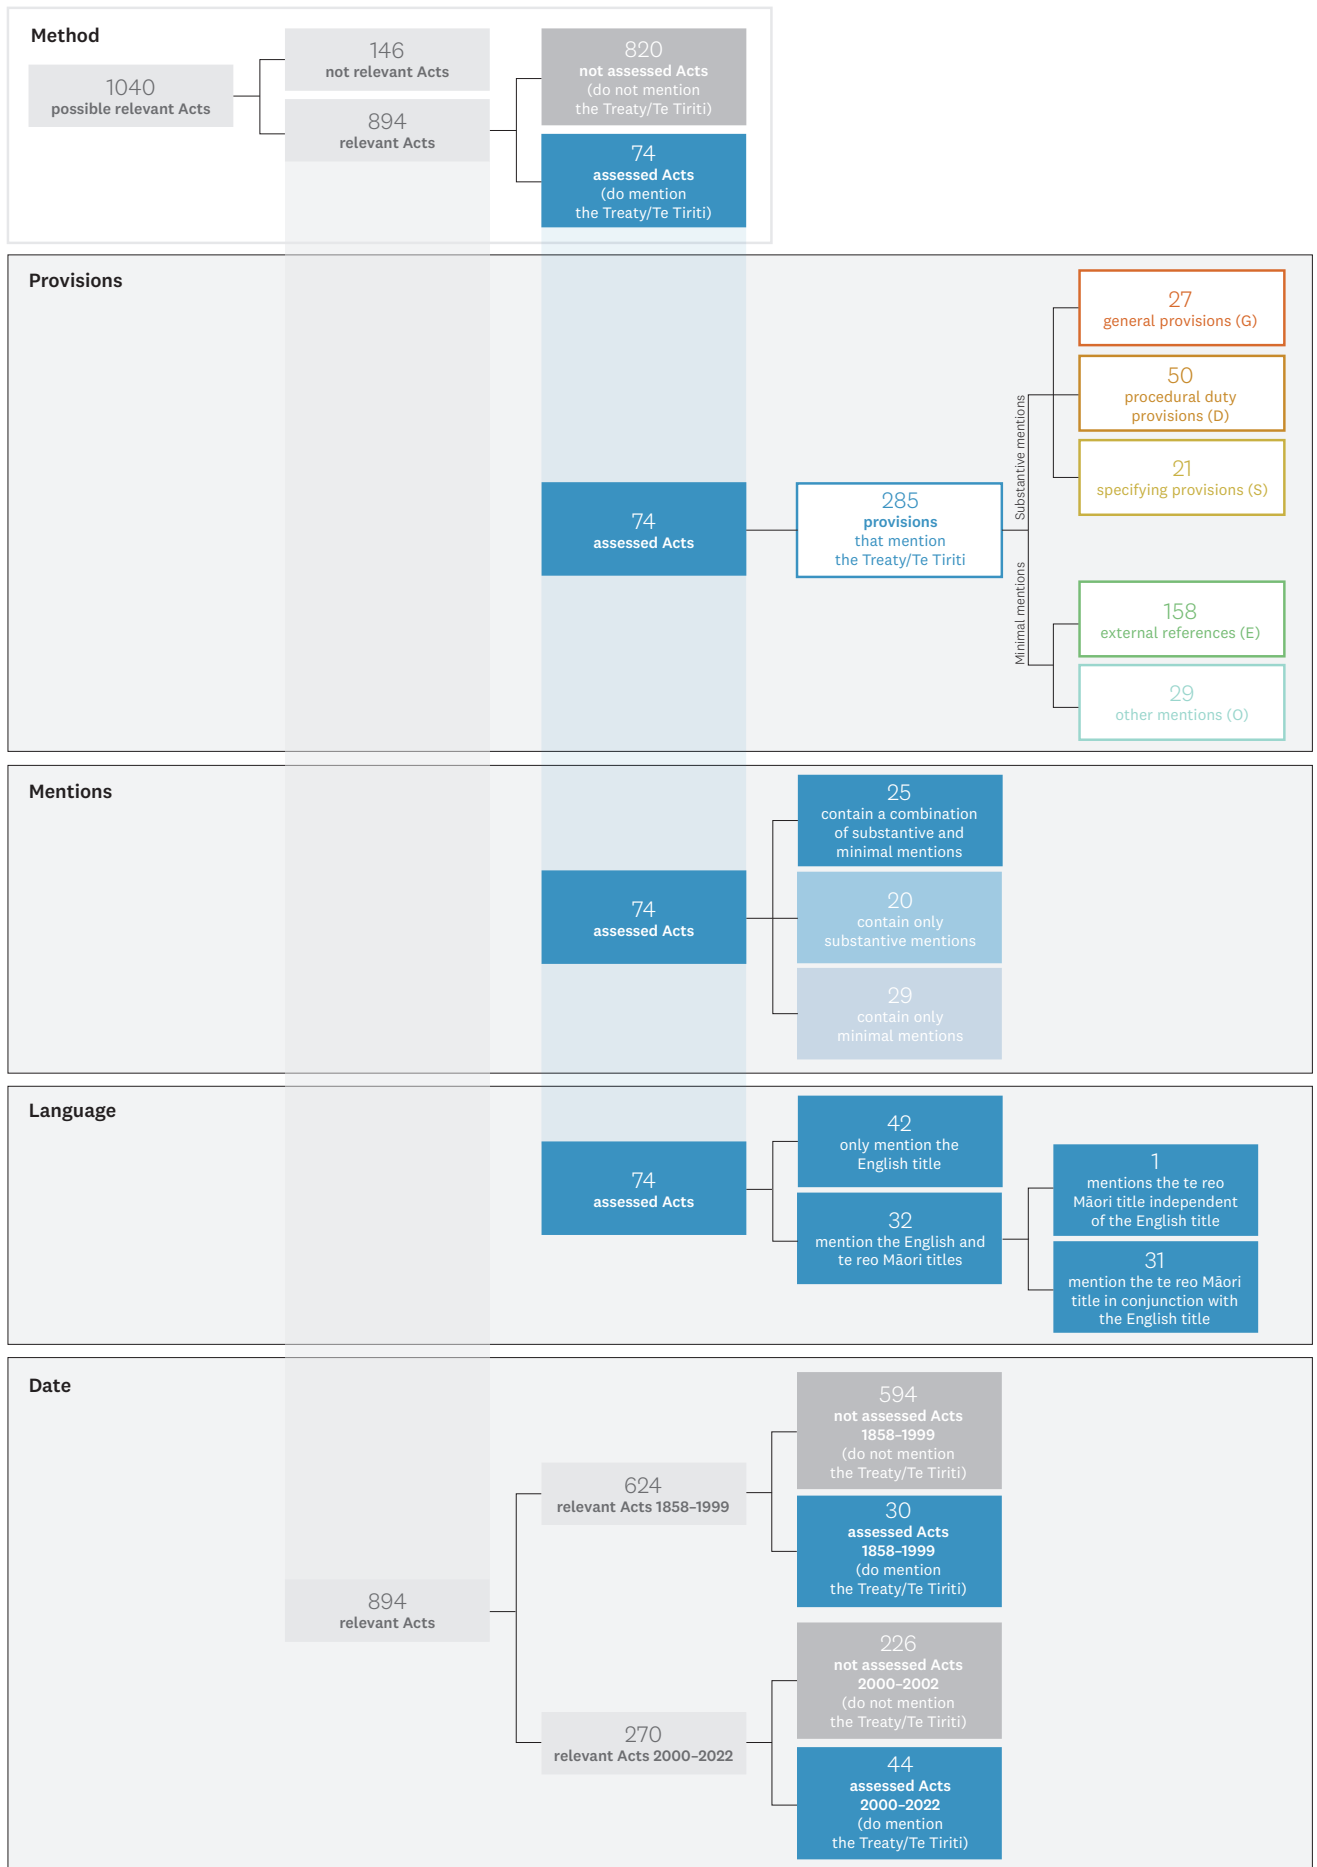 Method
1040
possible relevant Acts
146
not relevant Acts
894
relevant Acts
820
not assessed Acts
(do not mention
the Treaty/Te Tiriti)
74
assessed Acts
(do mention
the Treaty/Te Tiriti)
Provisions
74
assessed Acts
285
provisions
that mention
the Treaty/Te Tiriti
Substantive mentions
27
general provisions (G)
50
procedural duty
provisions (D)
21
specifying provisions (S)
Minimal mentions
158
external references (E)
29
other mentions (O)
Mentions
74
assessed Acts
25
contain a combination
of substantive and
minimal mentions
20
contain only
substantive mentions
29
contain only
minimal mentions
Language
74
assessed Acts
42
only mention the
English title
32
mention the English and
te reo Māori titles
1
mentions the te reo
Māori title independent
of the English title
31
mention the te reo Māori
title in conjunction with
the English title
Date
894
relevant Acts
624
relevant Acts 1858–1999
594
not assessed Acts
1858–1999
(do not mention
the Treaty/Te Tiriti)
30
assessed Acts
1858–1999
(do mention
the Treaty/Te Tiriti)
270
relevant Acts 2000–2022
226
not assessed Acts
2000–2002
(do not mention
the Treaty/Te Tiriti)
44
assessed Acts
2000–2022
(do mention
the Treaty/Te Tiriti)